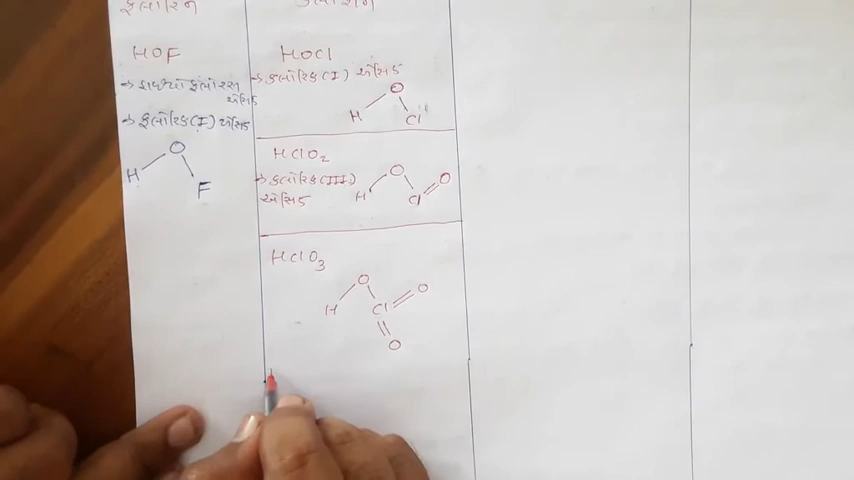 ફ્લોરિન
ક્લોરિન
HOF
→ હાઇપો ફ્લોરસ
એસિડ
→ ફ્લોરિક(I) એસિડ
H O F
HOCl
→ ક્લોરિક(I) એસિડ
O
H Cl
HClO2
→ ક્લોરિક(III)
એસિડ
O O
H Cl
HClO3
O O
H Cl
O